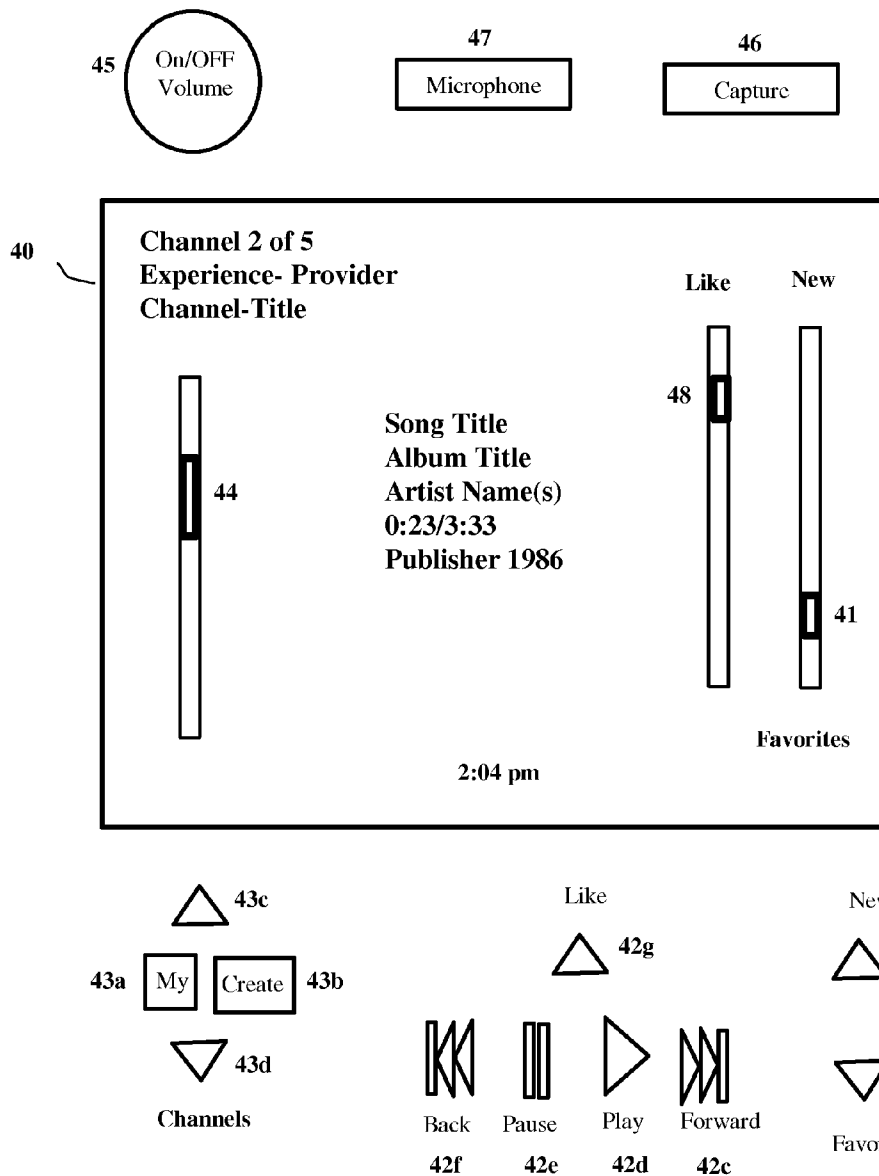 45
On/OFF
Volume
47
Microphone
46
Capture
40
Channel 2 of 5
Experience- Provider
Channel-Title
Like
New
48
44
Song Title
Album Title
Artist Name(s)
0:23/3:33
Publisher 1986
41
Favorites
2:04 pm
43c
43a
My
Create
43b
43d
Channels
Like
42g
Back
Pause
Play
Forward
42f
42e
42d
42c